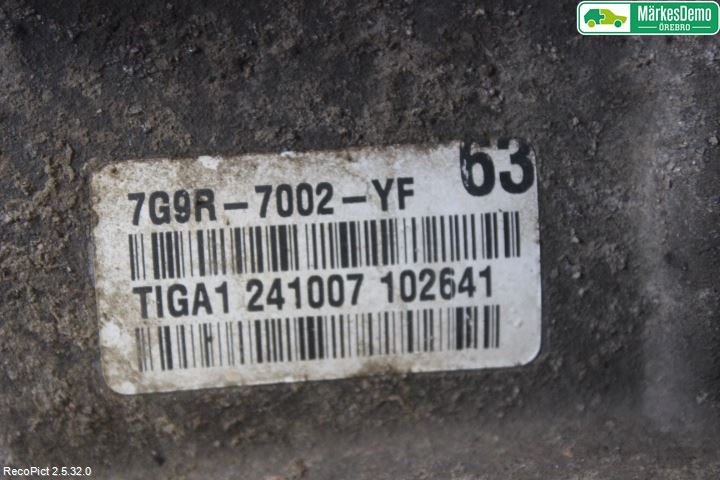 MärkesDemo
ÖREBRO
63
7G9R-7002-YF
TIGA1 241007 102641
RecoPict 2.5.32.0